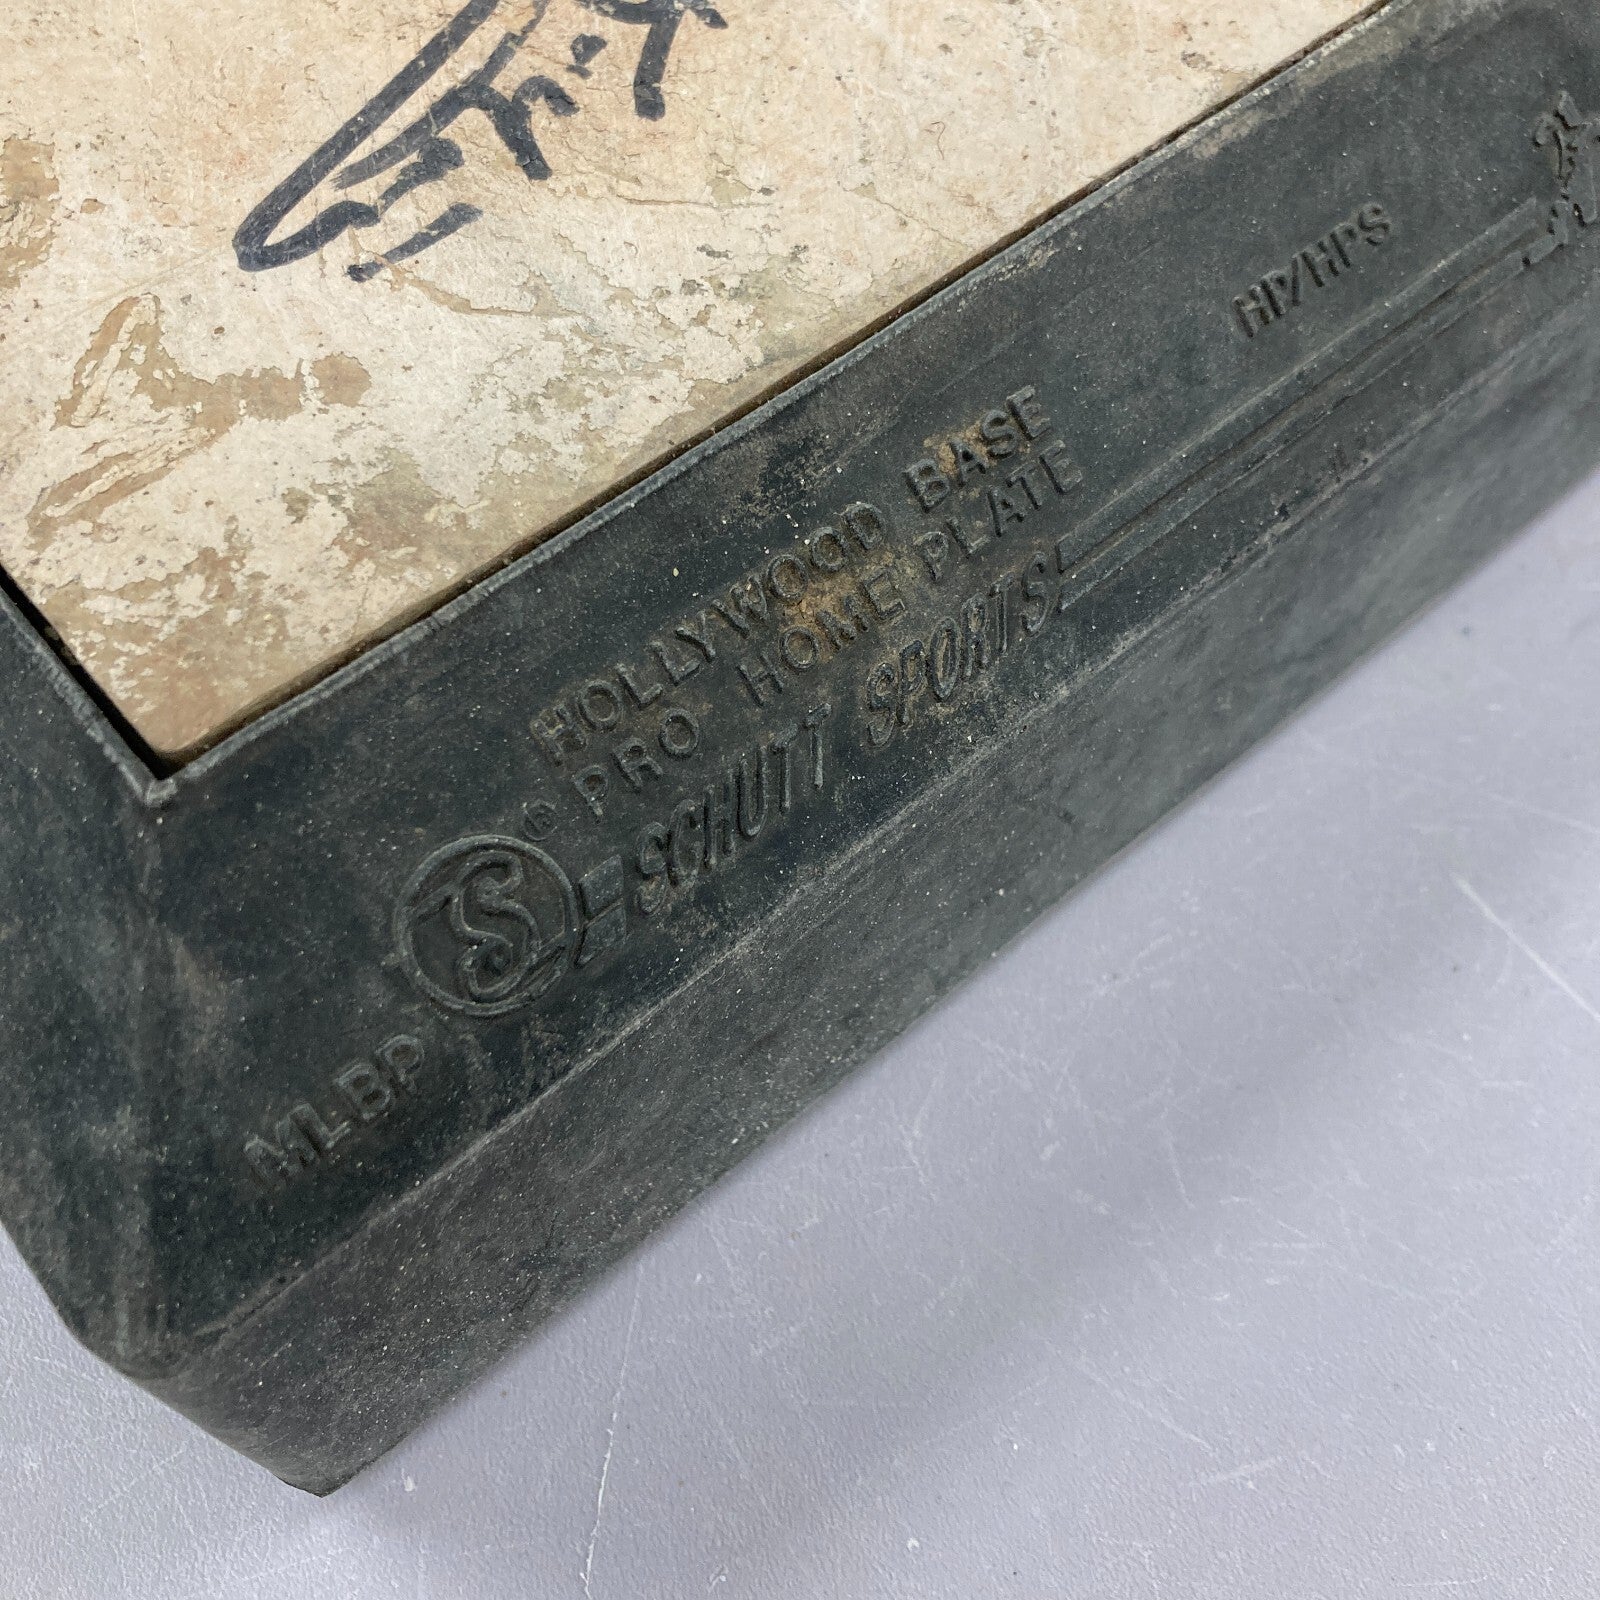 HP/HPS
HOLLYWOOD BASE
PRO HOME PLATE
S ® SCHUTT SPORTS
MLBP